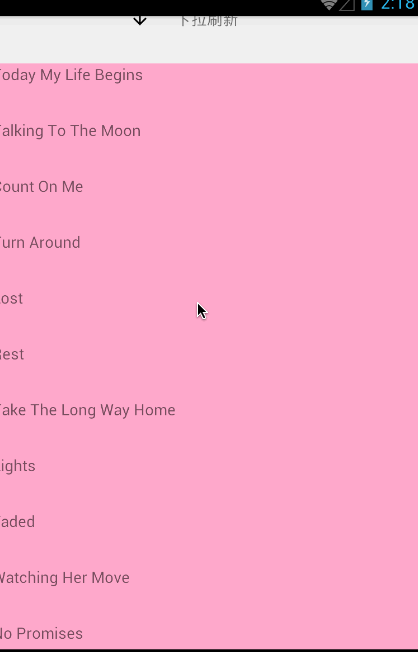 2:18
下拉刷新
Today My Life Begins
Talking To The Moon
Count On Me
Turn Around
Lost
Rest
Take The Long Way Home
Lights
Faded
Watching Her Move
No Promises